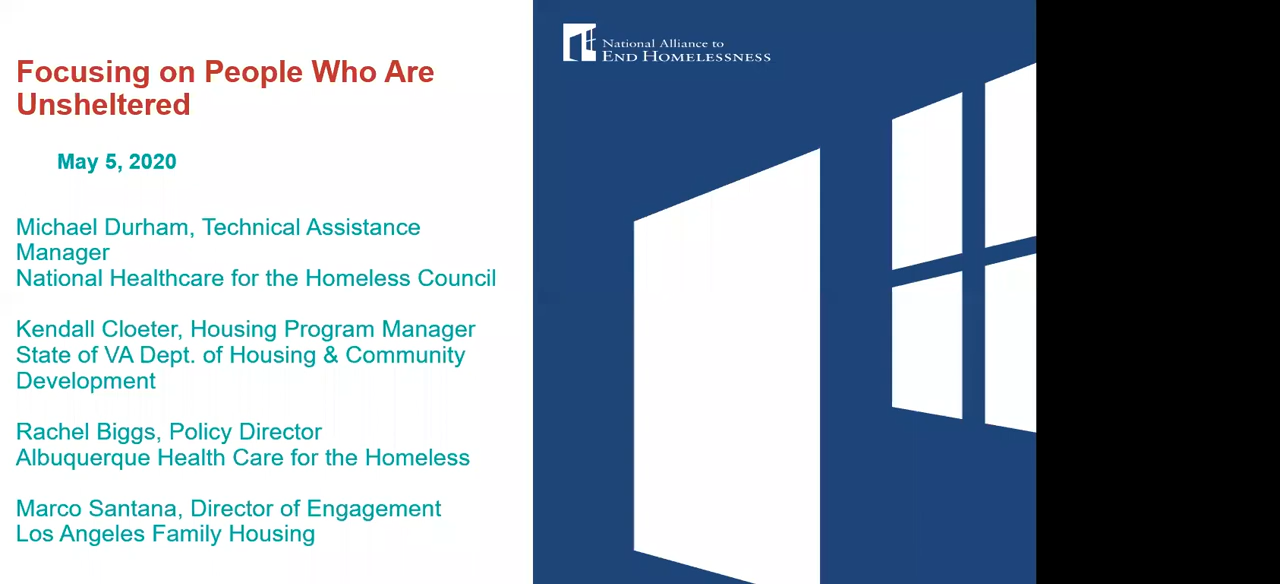 Focusing on People Who Are
Unsheltered
May 5, 2020
Michael Durham, Technical Assistance
Manager
National Healthcare for the Homeless Council
Kendall Cloeter, Housing Program Manager
State of VA Dept. of Housing & Community
Development
Rachel Biggs, Policy Director
Albuquerque Health Care for the Homeless
Marco Santana, Director of Engagement
Los Angeles Family Housing
National Alliance to
END HOMELESSNESS